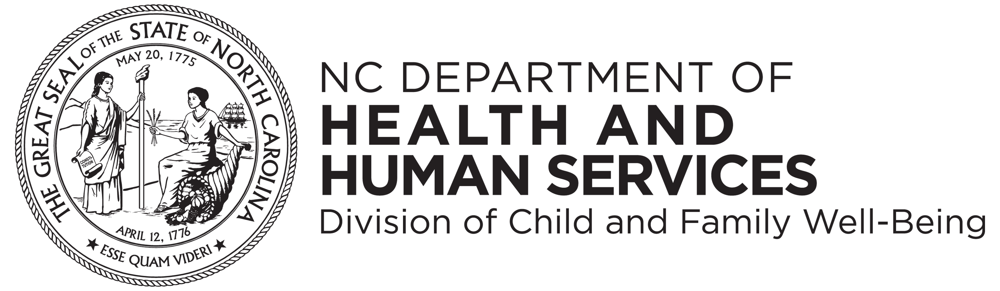 THE GREAT SEAL OF THE STATE OF NORTH CAROLINA
MAY 20, 1775
CONSTI-
TUTION
APRIL 12, 1776
★ ESSE QUAM VIDERI ★
NC DEPARTMENT OF
HEALTH AND
HUMAN SERVICES
Division of Child and Family Well-Being